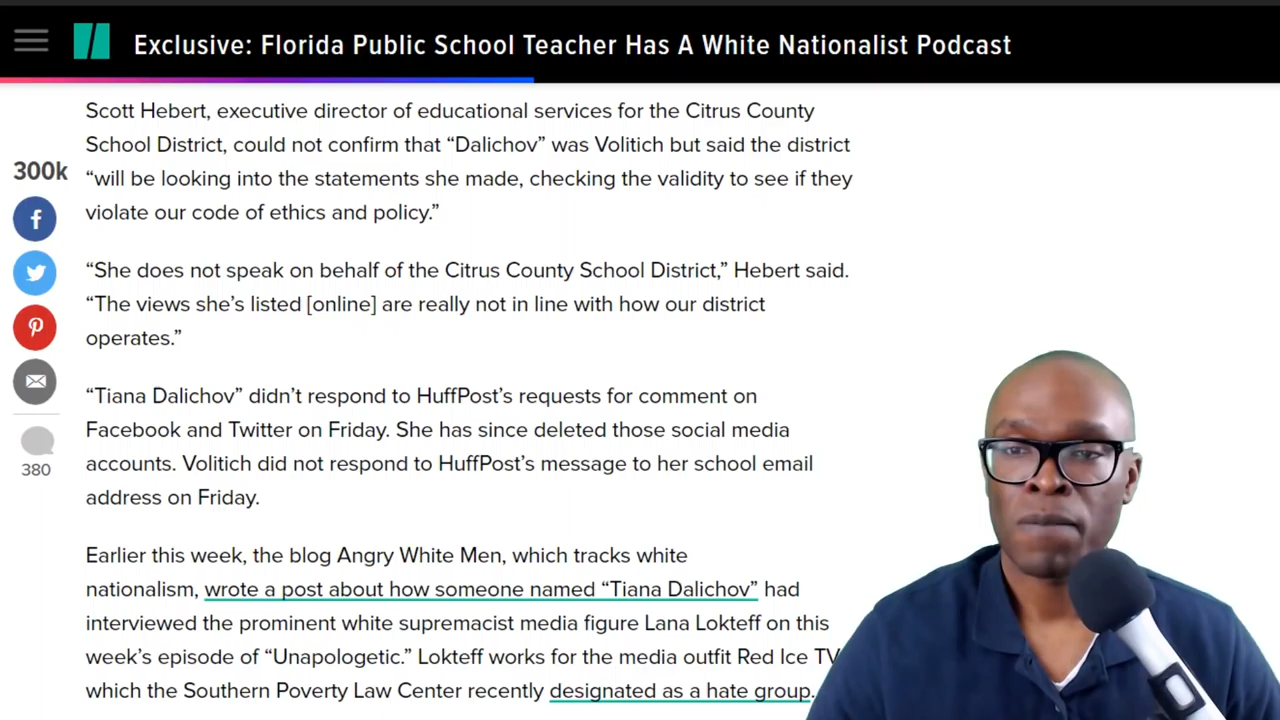 Exclusive: Florida Public School Teacher Has A White Nationalist Podcast
Scott Hebert, executive director of educational services for the Citrus County
School District, could not confirm that “Dalichov” was Volitich but said the district
“will be looking into the statements she made, checking the validity to see if they
violate our code of ethics and policy.”
300k
“She does not speak on behalf of the Citrus County School District,” Hebert said.
“The views she’s listed [online] are really not in line with how our district
operates.”
“Tiana Dalichov” didn’t respond to HuffPost’s requests for comment on
Facebook and Twitter on Friday. She has since deleted those social media
accounts. Volitich did not respond to HuffPost’s message to her school email
address on Friday.
380
Earlier this week, the blog Angry White Men, which tracks white
nationalism, wrote a post about how someone named “Tiana Dalichov” had
interviewed the prominent white supremacist media figure Lana Lokteff on this
week’s episode of “Unapologetic.” Lokteff works for the media outfit Red Ice TV
which the Southern Poverty Law Center recently designated as a hate group.